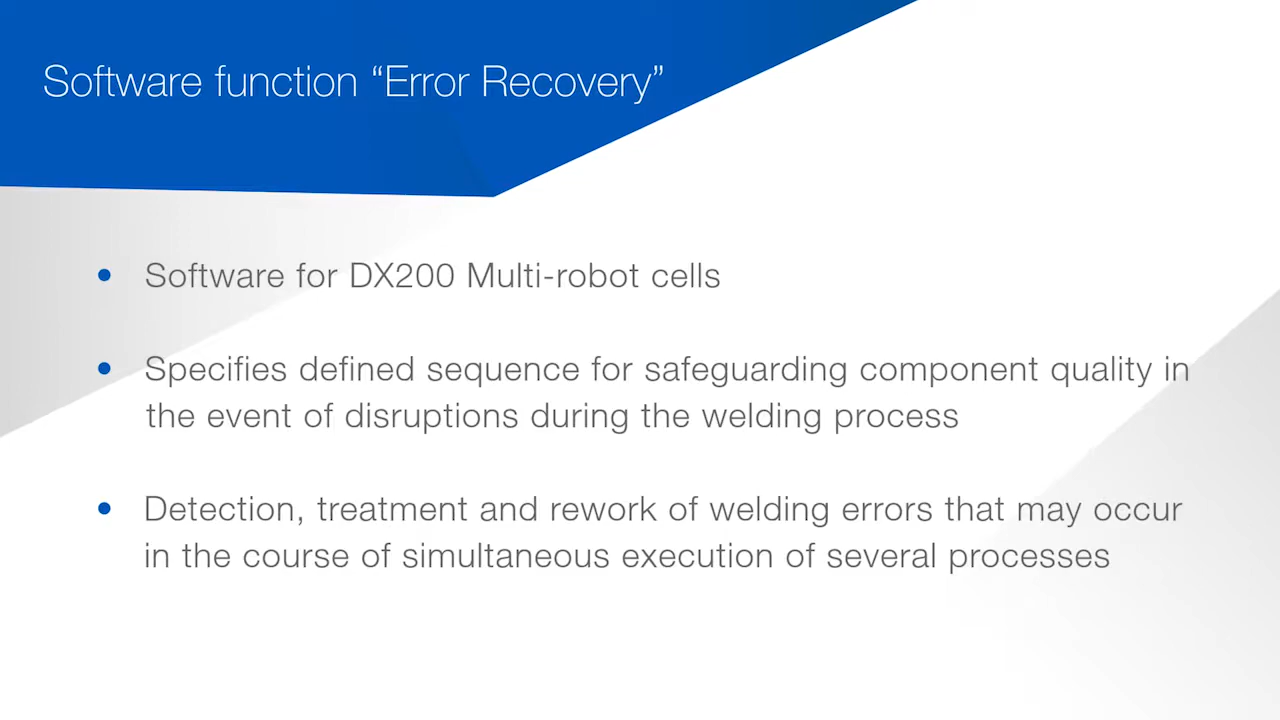 Software function “Error Recovery”
• Software for DX200 Multi-robot cells
• Specifies defined sequence for safeguarding component quality in
the event of disruptions during the welding process
• Detection, treatment and rework of welding errors that may occur
in the course of simultaneous execution of several processes